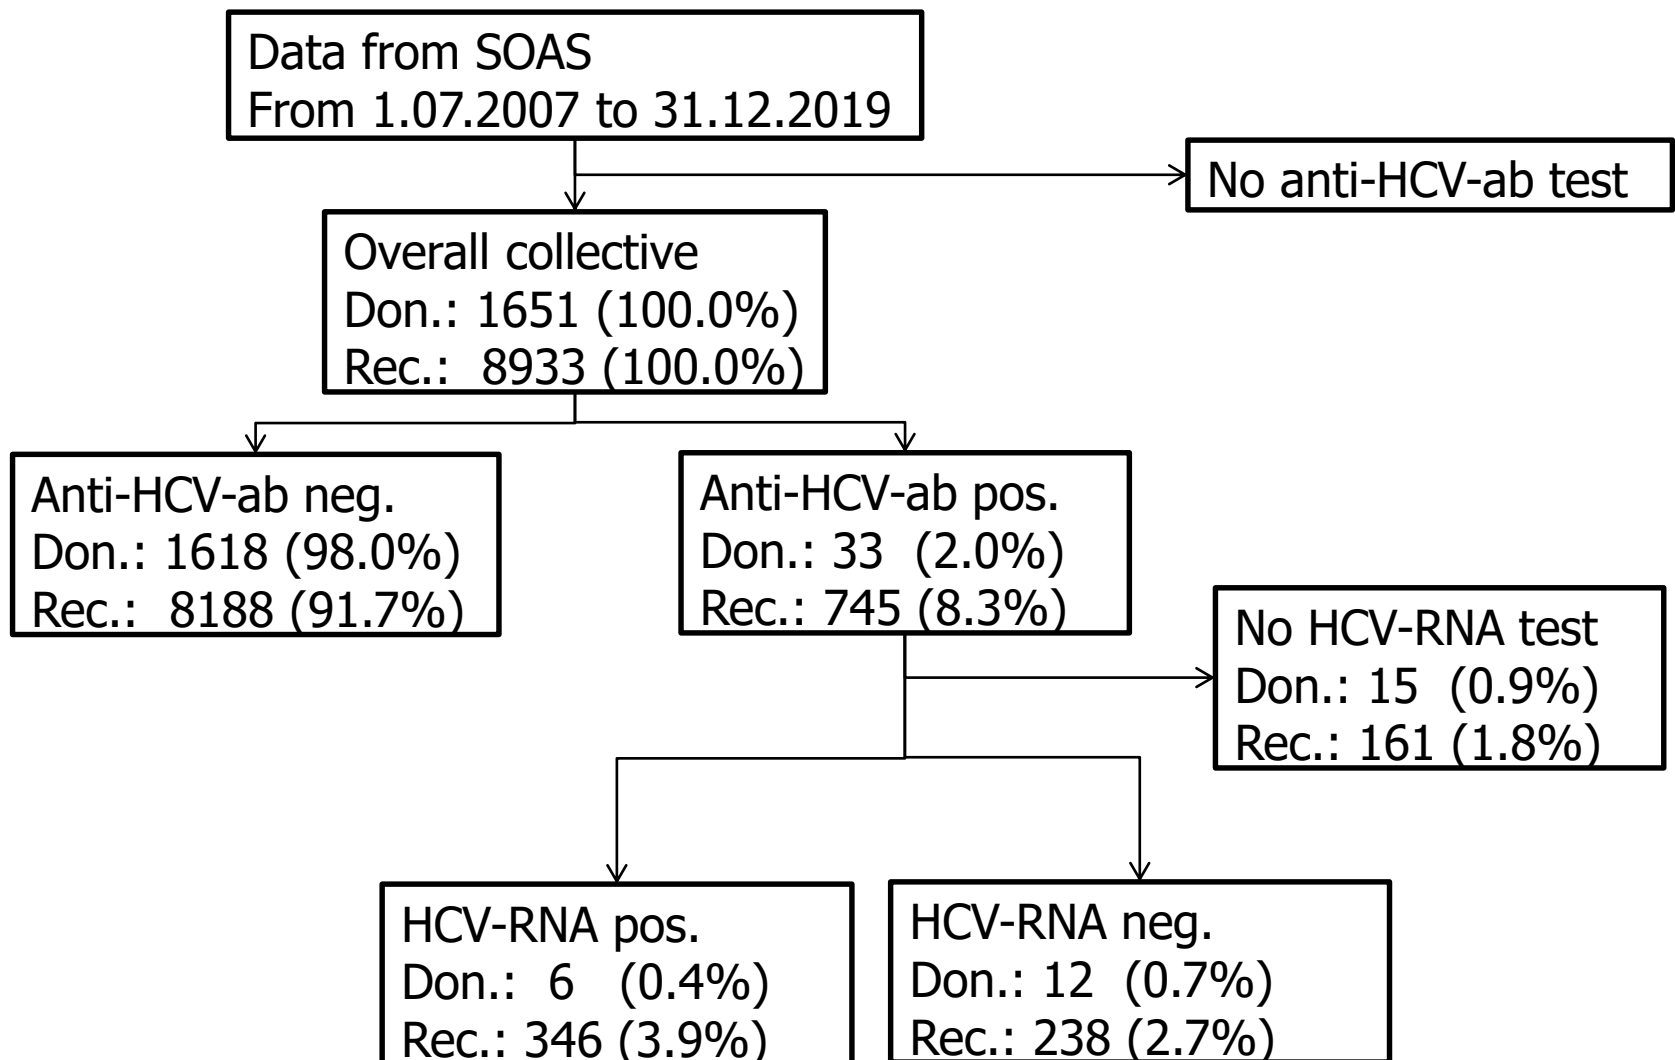 Data from SOAS
From 1.07.2007 to 31.12.2019
No anti-HCV-ab test
Overall collective
Don.: 1651 (100.0%)
Rec.: 8933 (100.0%)
Anti-HCV-ab neg.
Don.: 1618 (98.0%)
Rec.: 8188 (91.7%)
Anti-HCV-ab pos.
Don.: 33 (2.0%)
Rec.: 745 (8.3%)
No HCV-RNA test
Don.: 15 (0.9%)
Rec.: 161 (1.8%)
HCV-RNA pos.
Don.: 6 (0.4%)
Rec.: 346 (3.9%)
HCV-RNA neg.
Don.: 12 (0.7%)
Rec.: 238 (2.7%)